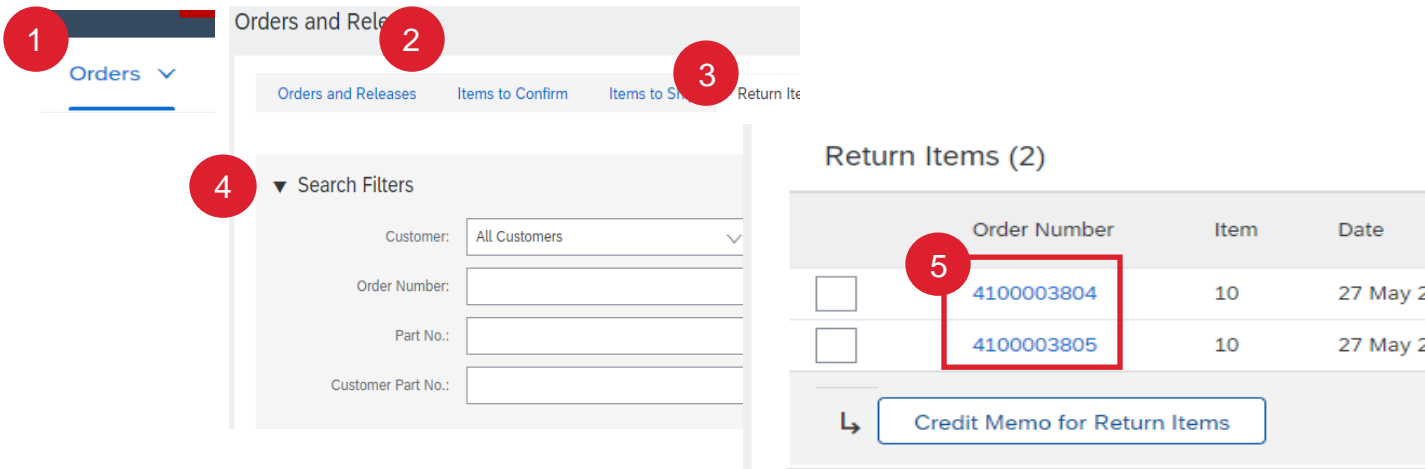 1
Orders
Orders and Rele
2
3
Orders and Releases Items to Confirm Items to Return Ite
4
Search Filters
Customer: All Customers
Order Number:
Part No.:
Customer Part No.:
Return Items (2)
Order Number Item Date
5
4100003804 10 27 May 2
4100003805 10 27 May 2
Credit Memo for Return Items